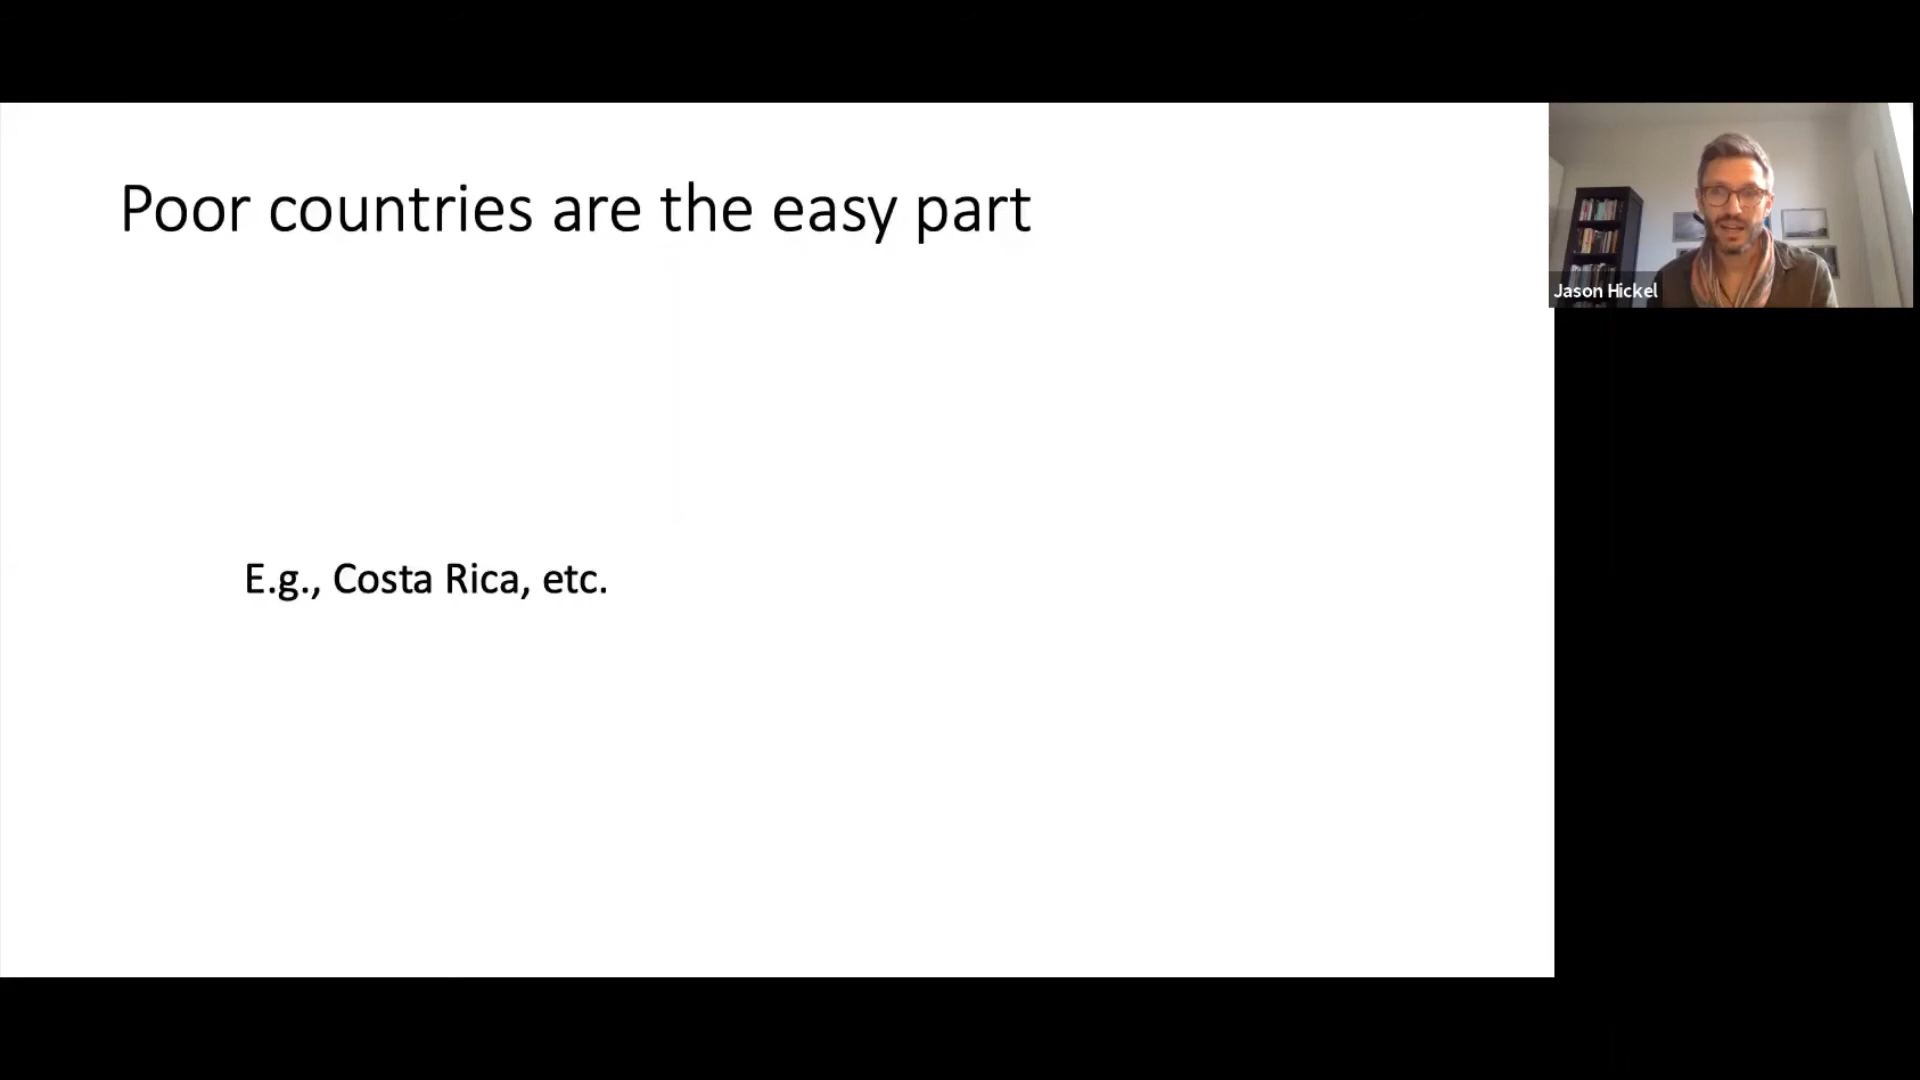 Poor countries are the easy part
Jason Hickel
E.g., Costa Rica, etc.